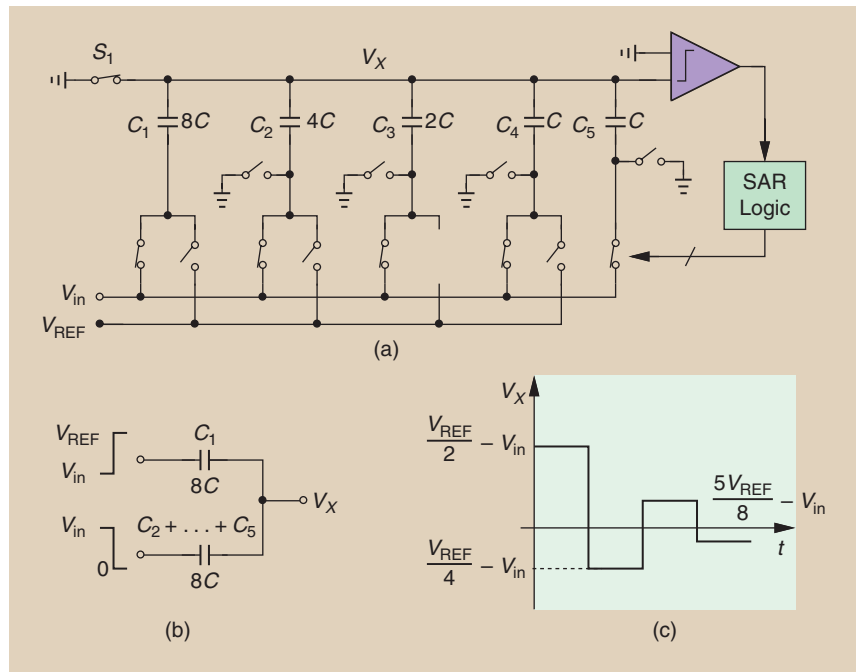 S1
VX
C1 8C
C2 4C
C3 2C
C4 C
C5 C
SAR
Logic
Vin
VREF
(a)
VREF
Vin
C1
8C
VX
Vin
0
C2 + . . . + C5
8C
(b)
VX
VREF/2 – Vin
5VREF/8 – Vin
t
VREF/4 – Vin
(c)